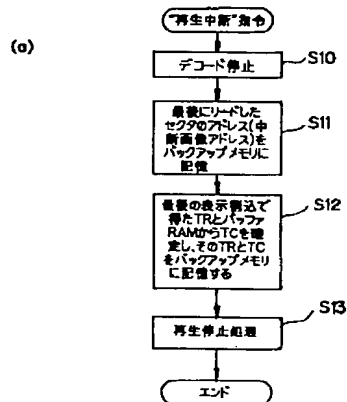 (a)
"再生中断"指令
デコード停止
S10
最後にリードした
セクタのアドレス(中
断画像アドレス)を
バックアップメモリに
記憶
S11
最後の表示割込で
得たTRとバッファ
RAMからTCを確
定し、そのTRとTC
をバックアップメモリ
に記憶する
S12
再生停止処理
S13
エンド